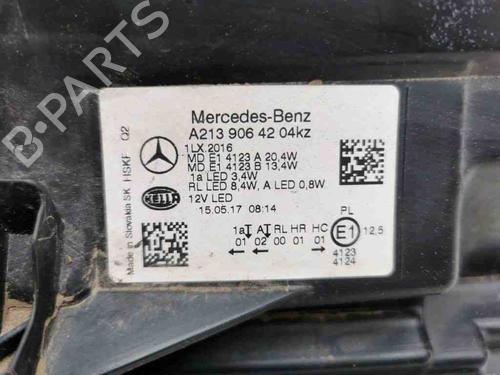 Mercedes-Benz
A213 906 42 04kz
1LX.2016
MD E1 4123 A 20,4W
MD E1 4123 B 13,4W
1a LED 3,4W
RL LED 8,4W, A LED 0,8W
12V LED
15.05.17 08:14
HELLA
Made in Slovakia SK HSKF Q2
1a A RL HR HC
01 02 00 01 01
PL
E1 12,5
4123
4124
B-PARTS